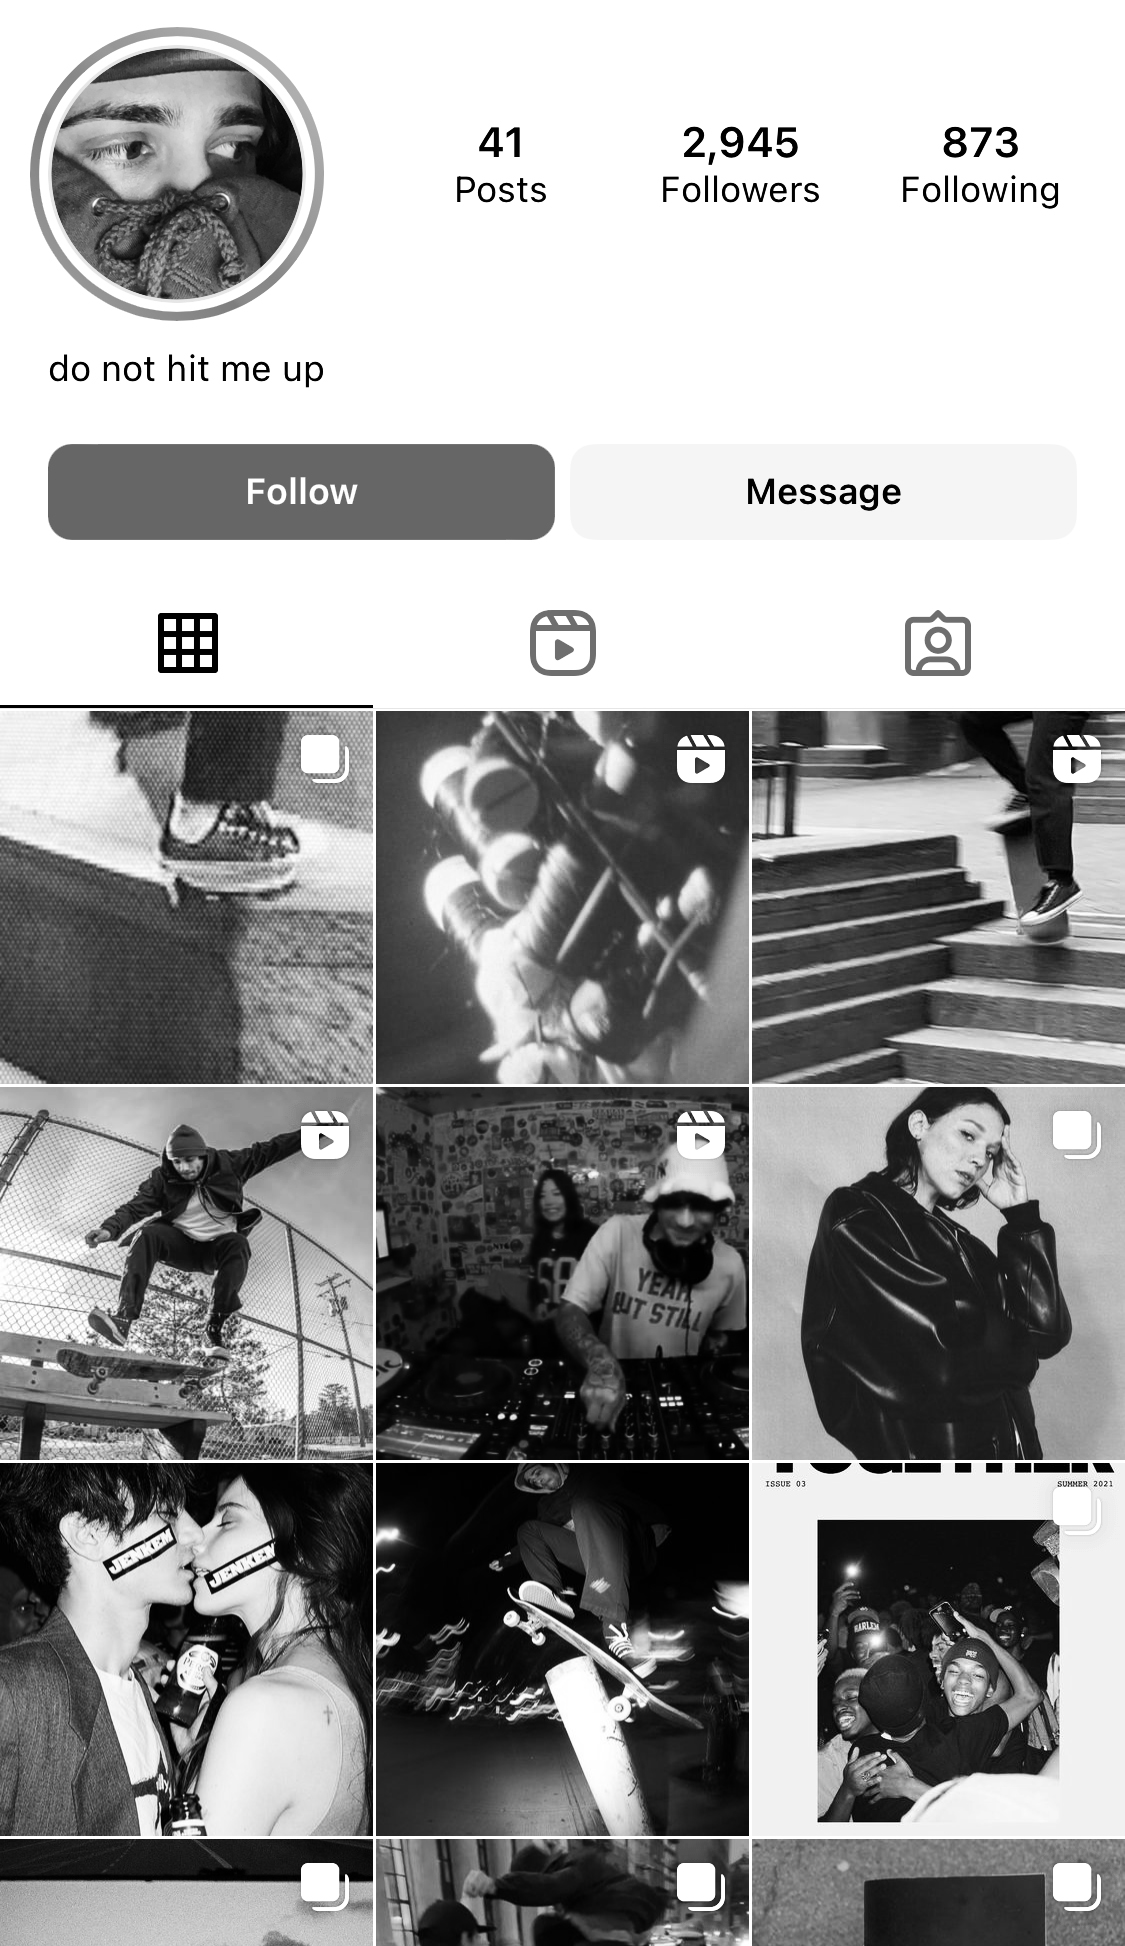 41
Posts
2,945
Followers
873
Following
do not hit me up
Follow
Message
YEAH,
BUT STILL
JENKEM
JENKEM
TOGETHER
ISSUE 03
SUMMER 2021
HARLEM